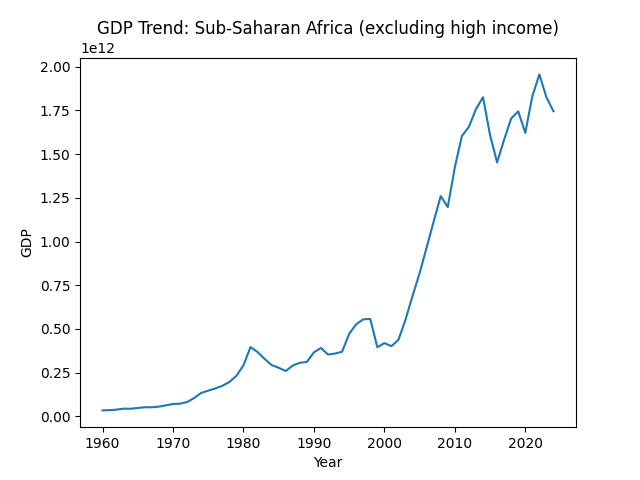 GDP Trend: Sub-Saharan Africa (excluding high income)
1e12
2.00
1.75
1.50
1.25
1.00
0.75
0.50
0.25
0.00
GDP
1960 1970 1980 1990 2000 2010 2020
Year